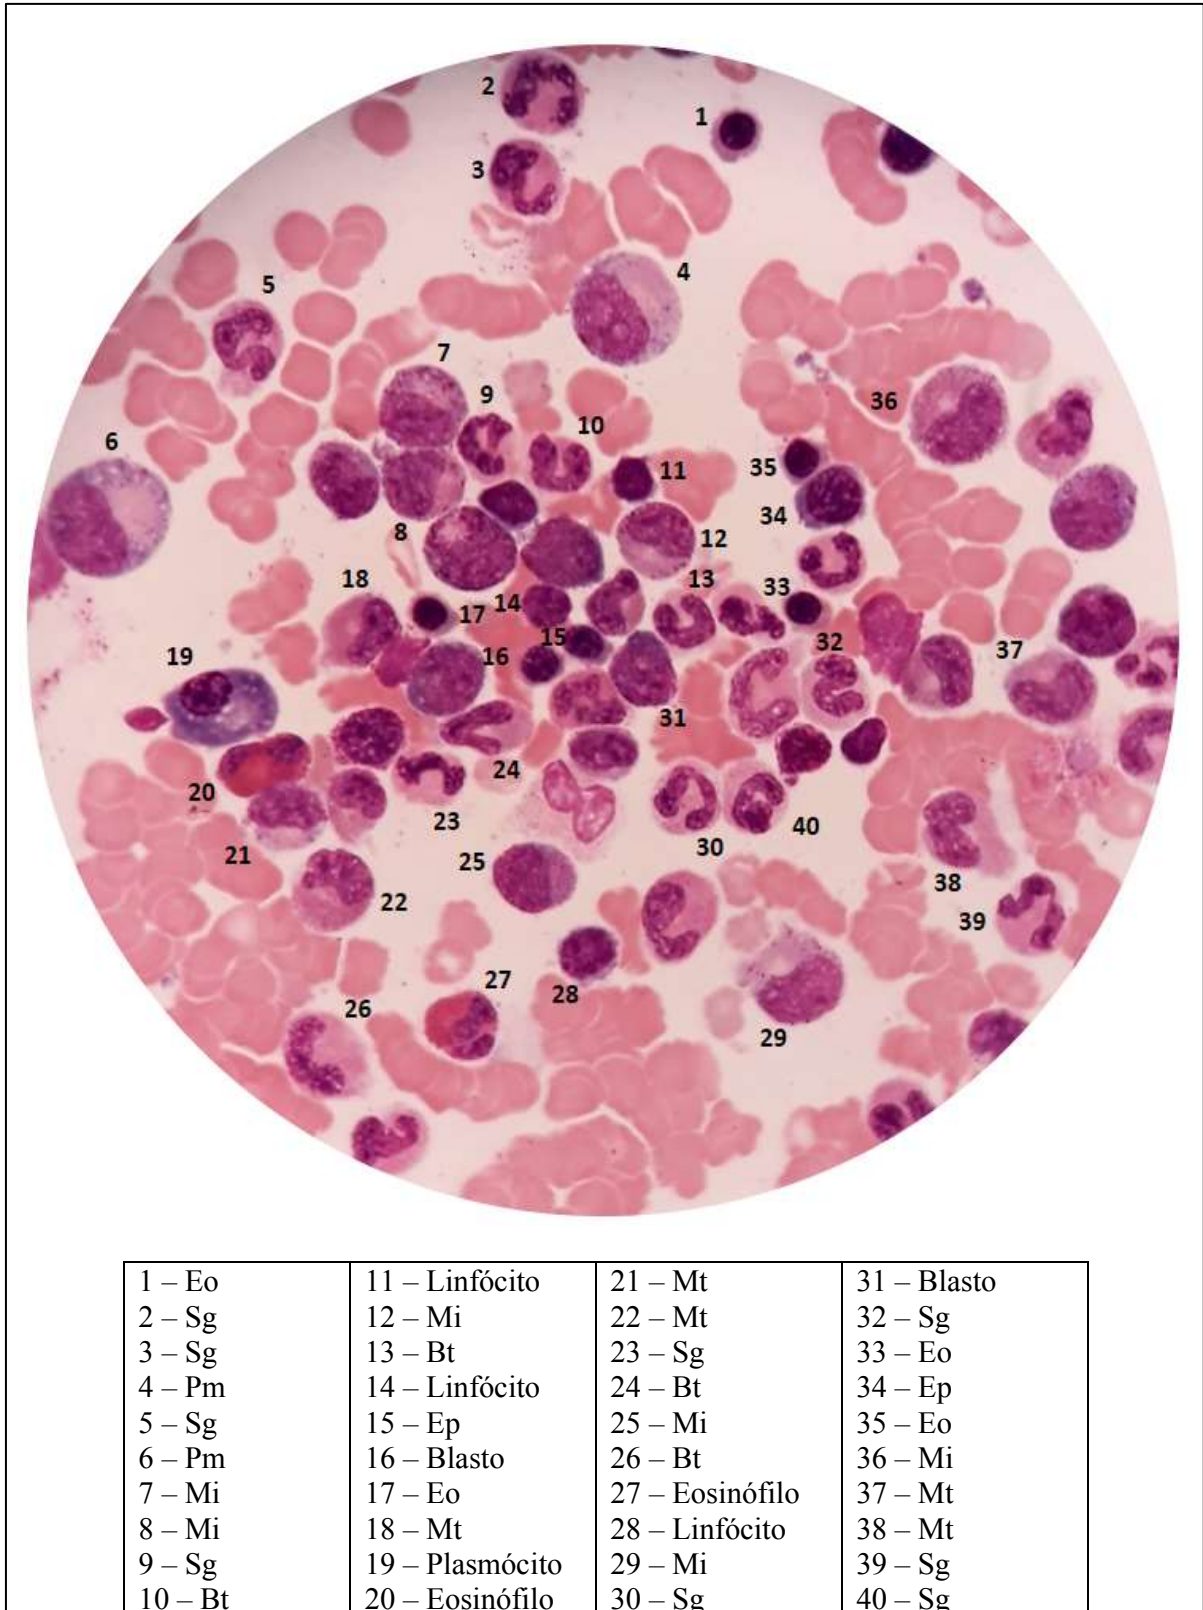 2
1
3
4
5
7
9
36
10
6
35
11
34
8
12
18
13
33
17
14
15
32
16
37
19
31
24
20
23
40
30
21
25
38
22
39
27
28
26
29
1 – Eo
2 – Sg
3 – Sg
4 – Pm
5 – Sg
6 – Pm
7 – Mi
8 – Mi
9 – Sg
10 – Bt
11 – Linfócito
12 – Mi
13 – Bt
14 – Linfócito
15 – Ep
16 – Blasto
17 – Eo
18 – Mt
19 – Plasmócito
20 – Eosinófilo
21 – Mt
22 – Mt
23 – Sg
24 – Bt
25 – Mi
26 – Bt
27 – Eosinófilo
28 – Linfócito
29 – Mi
30 – Sg
31 – Blasto
32 – Sg
33 – Eo
34 – Ep
35 – Eo
36 – Mi
37 – Mt
38 – Mt
39 – Sg
40 – Sg